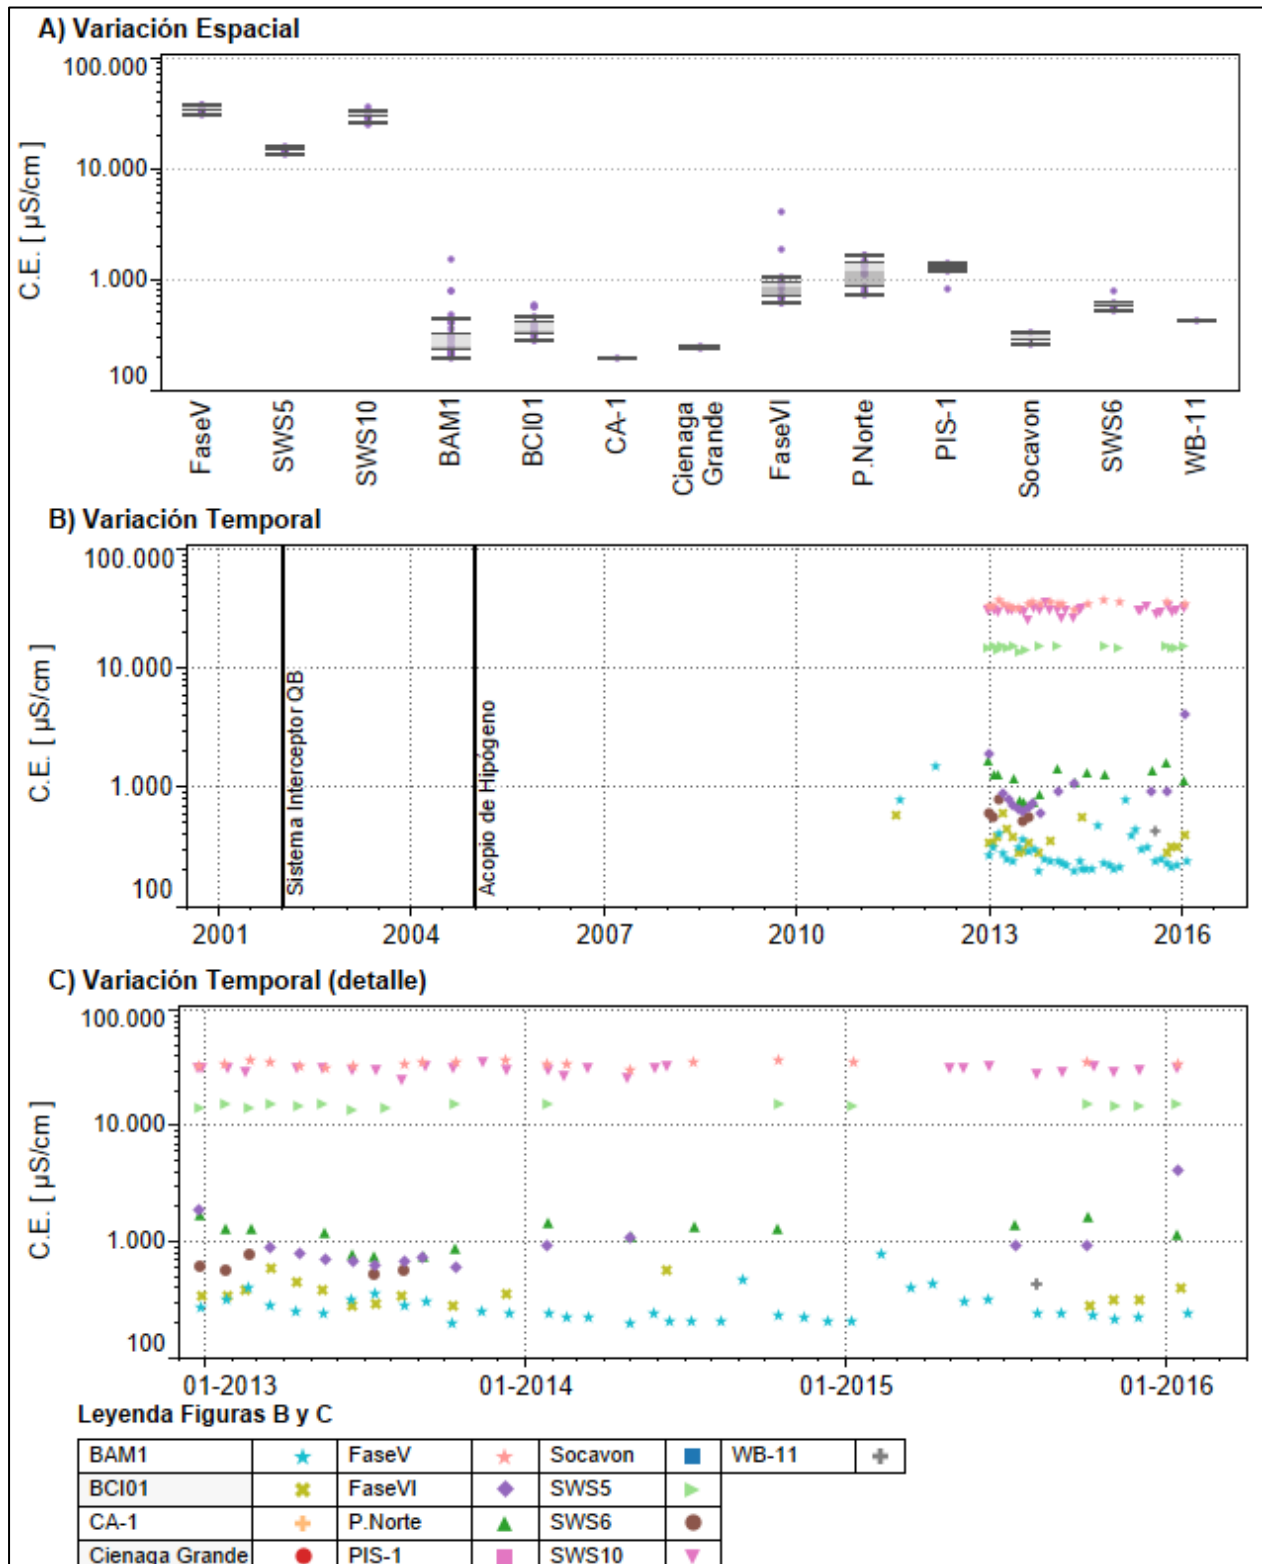 A) Variación Espacial
100.000
10.000
1.000
100
C.E. [ µS/cm ]
FaseV
SWS5
SWS10
BAM1
BCI01
CA-1
Cienaga
Grande
FaseVI
P.Norte
PIS-1
Socavon
SWS6
WB-11
B) Variación Temporal
100.000
10.000
1.000
100
C.E. [ µS/cm ]
Sistema Interceptor QB
Acopio de Hipógeno
2001 2004 2007 2010 2013 2016
C) Variación Temporal (detalle)
100.000
10.000
1.000
100
C.E. [ µS/cm ]
01-2013 01-2014 01-2015 01-2016
Leyenda Figuras B y C
BAM1 FaseV Socavon WB-11
BCI01 FaseVI SWS5
CA-1 P.Norte SWS6
Cienaga Grande PIS-1 SWS10